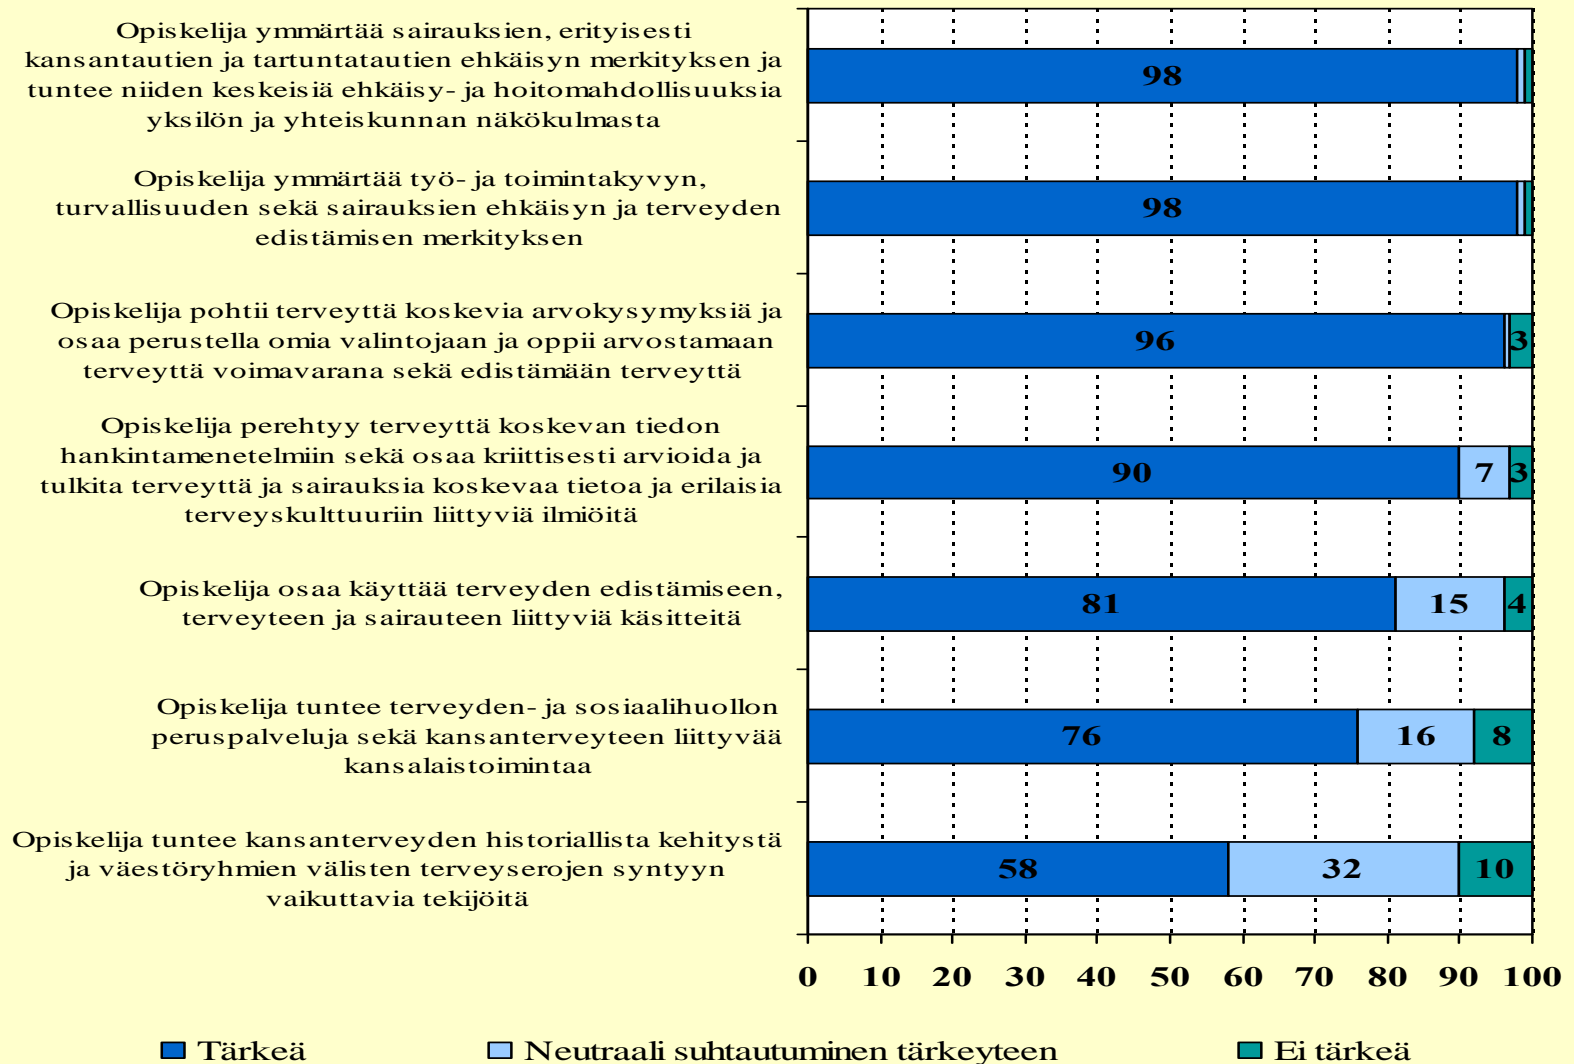 Opiskelija ymmärtää sairauksien, erityisesti
kansantautien ja tartuntatautien ehkäisyn merkityksen ja
tuntee niiden keskeisiä ehkäisy- ja hoitomahdollisuuksia
yksilön ja yhteiskunnan näkökulmasta
98
Opiskelija ymmärtää työ- ja toimintakyvyn,
turvallisuuden sekä sairauksien ehkäisyn ja terveyden
edistämisen merkityksen
98
Opiskelija pohtii terveyttä koskevia arvokysymyksiä ja
osaa perustella omia valintojaan ja oppii arvostamaan
terveyttä voimavarana sekä edistämään terveyttä
96 3
Opiskelija perehtyy terveyttä koskevan tiedon
hankintamenetelmiin sekä osaa kriittisesti arvioida ja
tulkita terveyttä ja sairauksia koskevaa tietoa ja erilaisia
terveyskulttuuriin liittyviä ilmiöitä
90 7 3
Opiskelija osaa käyttää terveyden edistämiseen,
terveyteen ja sairauteen liittyviä käsitteitä
81 15 4
Opiskelija tuntee terveyden- ja sosiaalihuollon
peruspalveluja sekä kansanterveyteen liittyvää
kansalaistoimintaa
76 16 8
Opiskelija tuntee kansanterveyden historiallista kehitystä
ja väestöryhmien välisten terveyserojen syntyyn
vaikuttavia tekijöitä
58 32 10
0 10 20 30 40 50 60 70 80 90 100
Tärkeä Neutraali suhtautuminen tärkeyteen Ei tärkeä